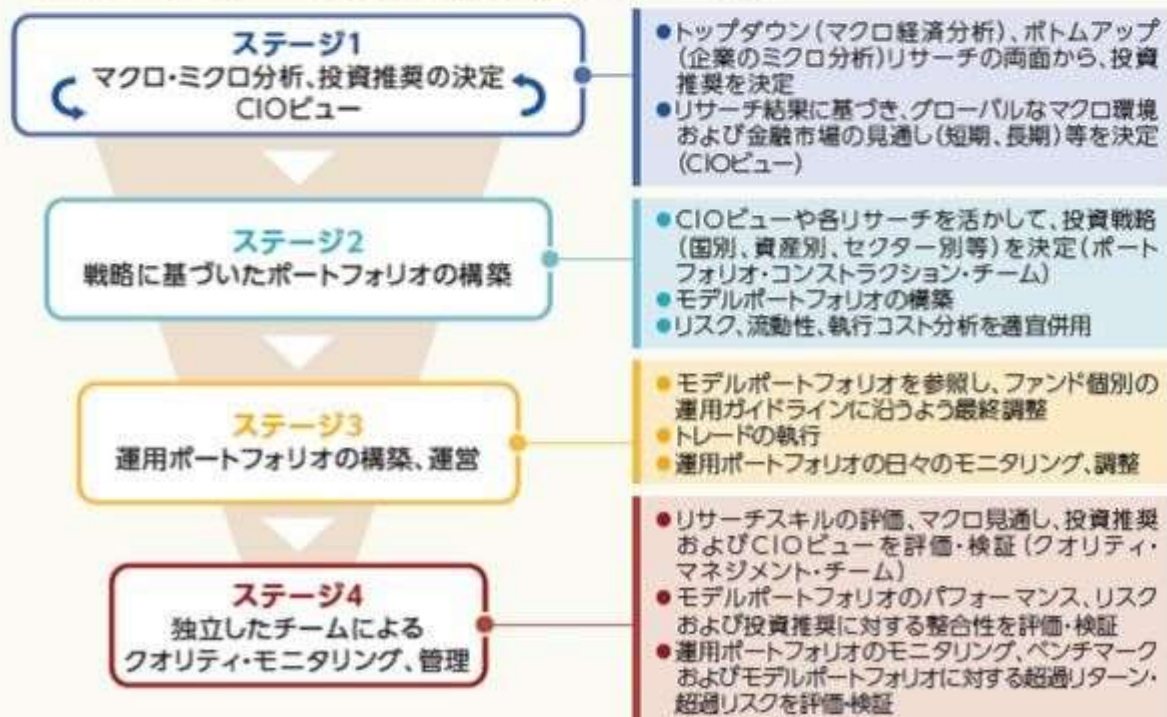 ステージ1
マクロ・ミクロ分析、投資推奨の決定
CIOビュー
●トップダウン(マクロ経済分析)、ボトムアップ
(企業のミクロ分析)リサーチの両面から、投資
推奨を決定
●リサーチ結果に基づき、グローバルなマクロ環境
および金融市場の見通し(短期、長期)等を決定
(CIOビュー)
ステージ2
戦略に基づいたポートフォリオの構築
●CIOビューや各リサーチを活かして、投資戦略
(国別、資産別、セクター別等)を決定(ポート
フォリオ・コンストラクション・チーム)
●モデルポートフォリオの構築
●リスク、流動性、執行コスト分析を適宜併用
ステージ3
運用ポートフォリオの構築、運営
●モデルポートフォリオを参照し、ファンド個別の
運用ガイドラインに沿うよう最終調整
●トレードの執行
●運用ポートフォリオの日々のモニタリング、調整
ステージ4
独立したチームによる
クオリティ・モニタリング、管理
●リサーチスキルの評価、マクロ見通し、投資推奨
およびCIOビューを評価・検証(クオリティ・
マネジメント・チーム)
●モデルポートフォリオのパフォーマンス、リスク
および投資推奨に対する整合性を評価・検証
●運用ポートフォリオのモニタリング、ベンチマーク
およびモデルポートフォリオに対する超過リターン・
超過リスクを評価・検証